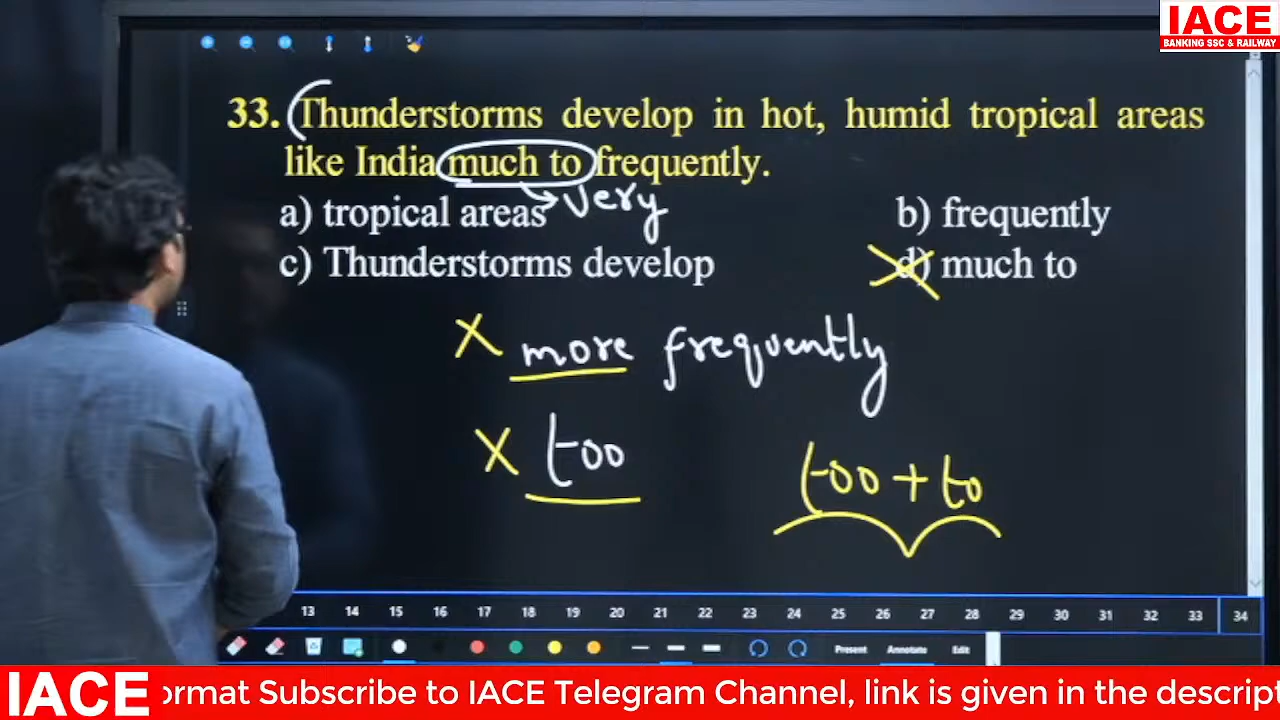 IACE
BANKING SSC & RAILWAY
33. Thunderstorms develop in hot, humid tropical areas
like India much to frequently.
very
a) tropical areas
b) frequently
c) Thunderstorms develop
d) much to
X more frequently
X too
too + to
13 14 15 16 17 18 19 20 21 22 23 24 25 26 27 28 29 30 31 32 33 34
Present Annotate Edit
IACE ormat Subscribe to IACE Telegram Channel, link is given in the descript